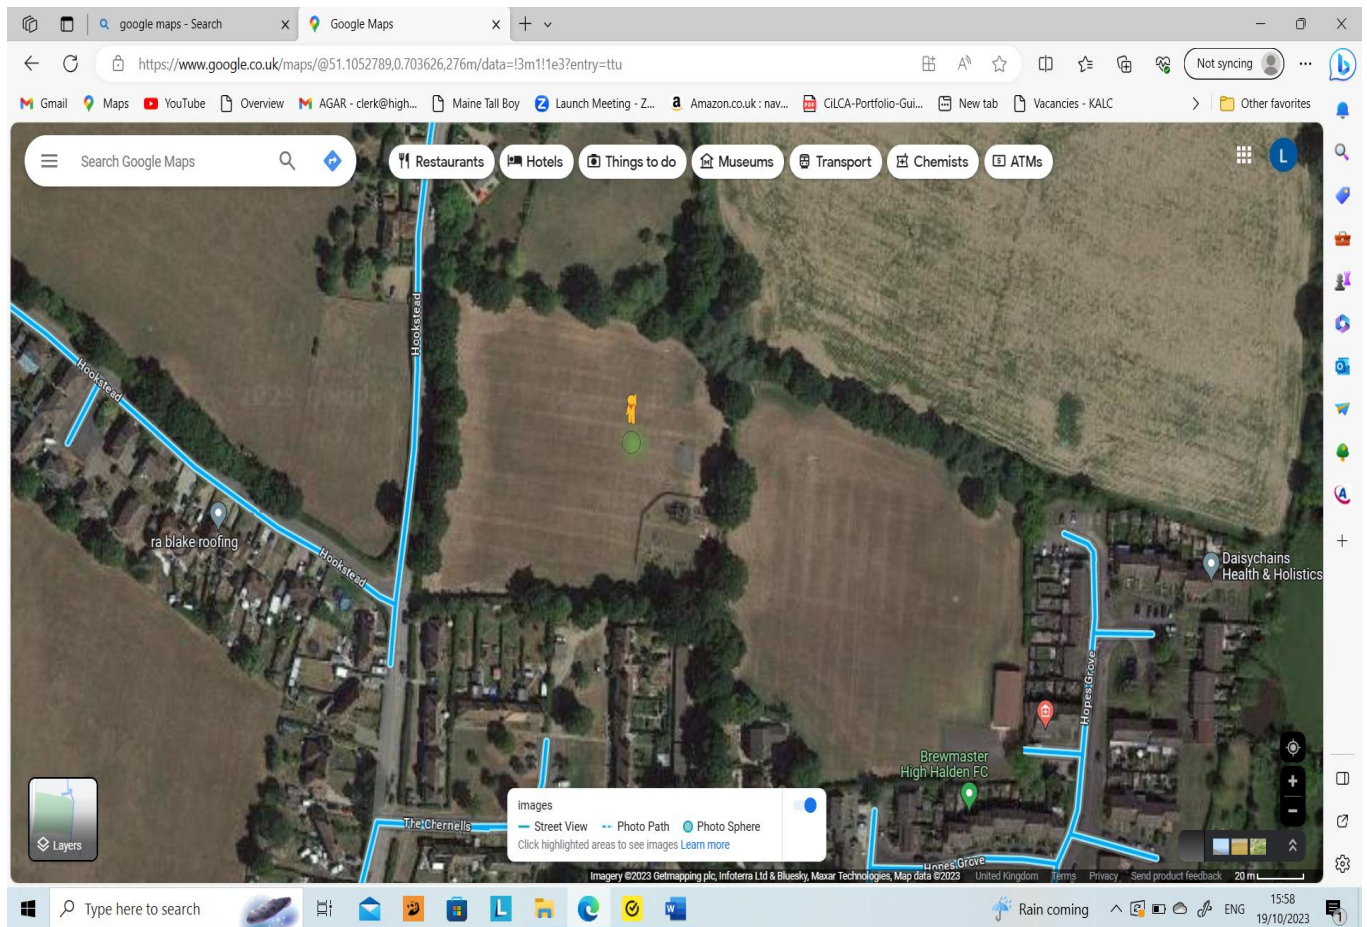 google maps - Search
Google Maps
https://www.google.co.uk/maps/@51.1052789,0.703626,276m/data=!3m1!1e3?entry=ttu
Not syncing
Gmail
Maps
YouTube
Overview
AGAR - clerk@high...
Maine Tall Boy
Launch Meeting - Z...
Amazon.co.uk : nav...
CiLCA-Portfolio-Gui...
New tab
Vacancies - KALC
Other favorites
Search Google Maps
Restaurants
Hotels
Things to do
Museums
Transport
Chemists
ATMs
L
Hookstead
Hookstead
ra blake roofing
Hookstead
Daisychains
Health & Holistics
Hopes Grove
Brewmaster
High Halden FC
The Chernells
Hopes Grove
Layers
images
Street View
Photo Path
Photo Sphere
Click highlighted areas to see images Learn more
Imagery ©2023 Getmapping plc, Infoterra Ltd & Bluesky, Maxar Technologies, Map data ©2023
United Kingdom
Terms
Privacy
Send product feedback
20 m
Type here to search
L
Rain coming
ENG
15:58
19/10/2023
1